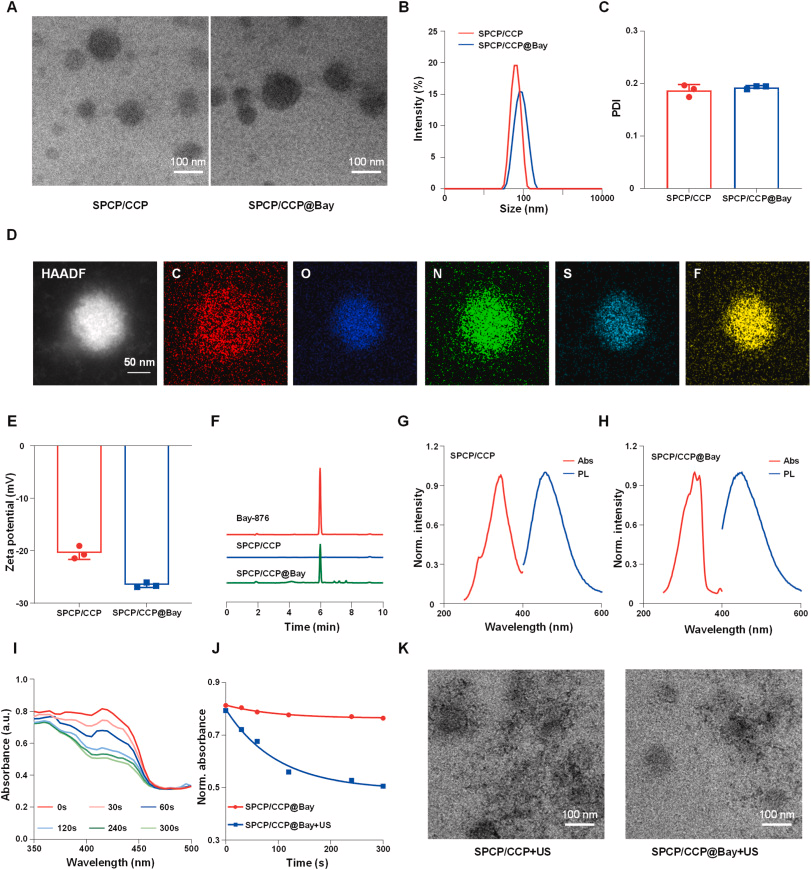 A
100 nm
100 nm
SPCP/CCP
SPCP/CCP@Bay
B
SPCP/CCP
SPCP/CCP@Bay
Intensity (%)
25
20
15
10
5
0
0
100
10000
Size (nm)
C
PDI
0.3
0.2
0.1
0
SPCP/CCP
SPCP/CCP@Bay
D
HAADF
50 nm
C
O
N
S
F
E
Zeta potential (mV)
0
-10
-20
-30
SPCP/CCP
SPCP/CCP@Bay
F
Bay-876
SPCP/CCP
SPCP/CCP@Bay
0
2
4
6
8
10
Time (min)
G
SPCP/CCP
Abs
PL
Norm. intensity
1.2
0.9
0.6
0.3
0
200
300
400
500
600
Wavelength (nm)
H
SPCP/CCP@Bay
Abs
PL
Norm. intensity
1.2
0.9
0.6
0.3
0
200
300
400
500
600
Wavelength (nm)
I
Absorbance (a.u.)
1.0
0.8
0.6
0.4
0.2
0
0s
30s
60s
120s
240s
300s
350
400
450
500
Wavelength (nm)
J
Norm. absorbance
0.9
0.7
0.5
0.3
SPCP/CCP@Bay
SPCP/CCP@Bay+US
0
100
200
300
Time (s)
K
100 nm
100 nm
SPCP/CCP+US
SPCP/CCP@Bay+US